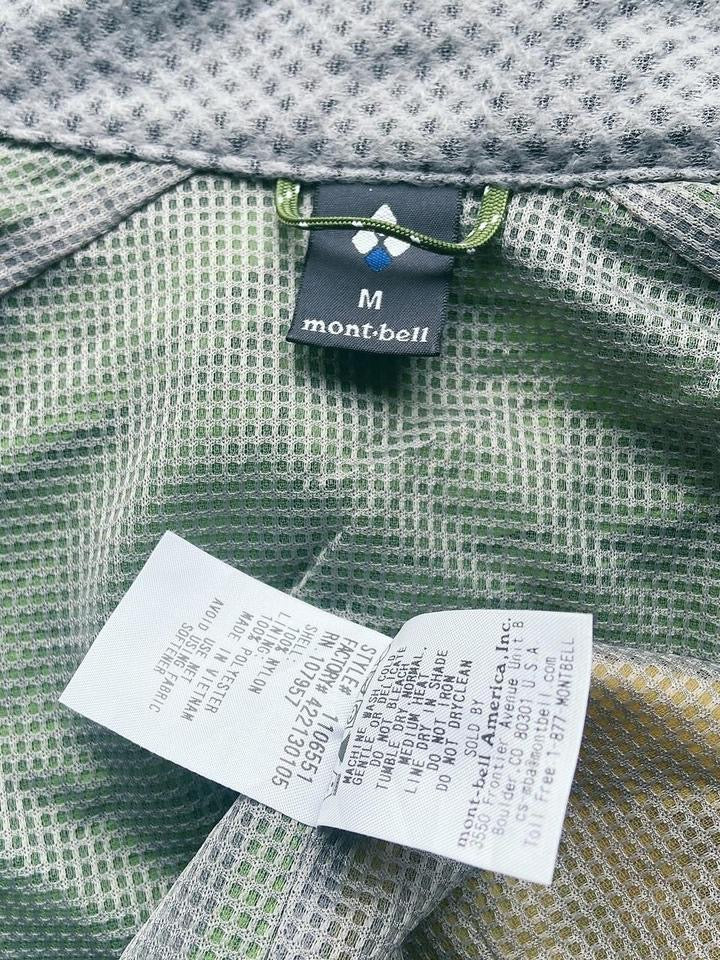 M
mont·bell
STYLE# 1106551
FACTORY# 422130105
RN 107957
SHELL:
100% NYLON
LINING:
100% POLYESTER
MADE IN VIETNAM
USE NET
AVOID USING FABRIC
SOFTENER
MACHINE WASH COLD
GENTLE OR DELICATE
DO NOT BLEACH
TUMBLE DRY, NORMAL,
MEDIUM HEAT
LINE DRY IN SHADE
DO NOT IRON
DO NOT DRYCLEAN
SOLD BY
mont-bell America, Inc.
3550 Frontier Avenue Unit B
Boulder, CO 80301 U.S.A.
cs-mba@montbell.com
Toll Free 1-877-MONTBELL